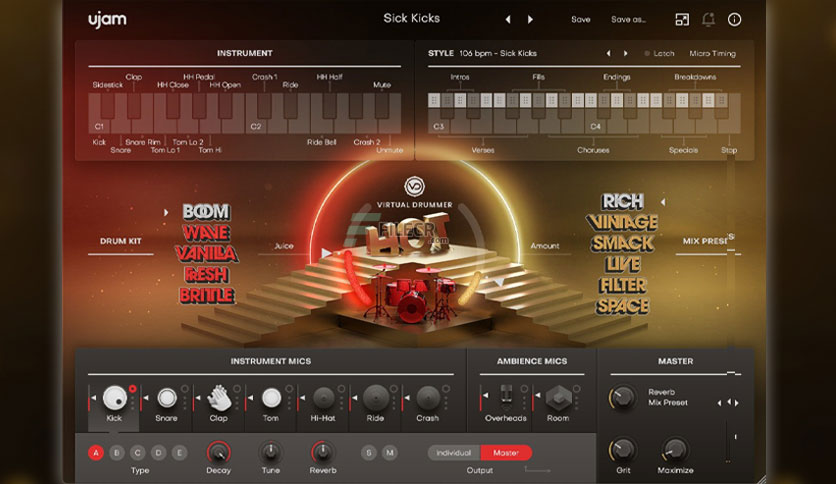 ujam
Sick Kicks
Save Save as...
INSTRUMENT
Clap HH Pedal Crash 1 HH Half
Sidestick HH Close HH Open Ride Mute
C1 C2
Kick Snare Rim Tom Lo 2 Ride Bell Crash 2
Snare Tom Lo 1 Tom Hi Unmute
STYLE 106 bpm - Sick Kicks Latch Micro Timing
Intros Fills Endings Breakdowns
C3 C4
Verses Choruses Specials Stop
VIRTUAL DRUMMER
HOT
FILECR
.com
DRUM KIT
BOOM
WAVE
VANILLA
FRESH
BRITTLE
Juice
Amount
RICH
VINTAGE
SMACK
LIVE
FILTER
SPACE
MIX PRESETS
INSTRUMENT MICS
Kick Snare Clap Tom Hi-Hat Ride Crash
AMBIENCE MICS
Overheads Room
MASTER
Reverb
Mix Preset
Grit Maximize
A B C D E
Type
Decay Tune Reverb
S M
Individual Master
Output